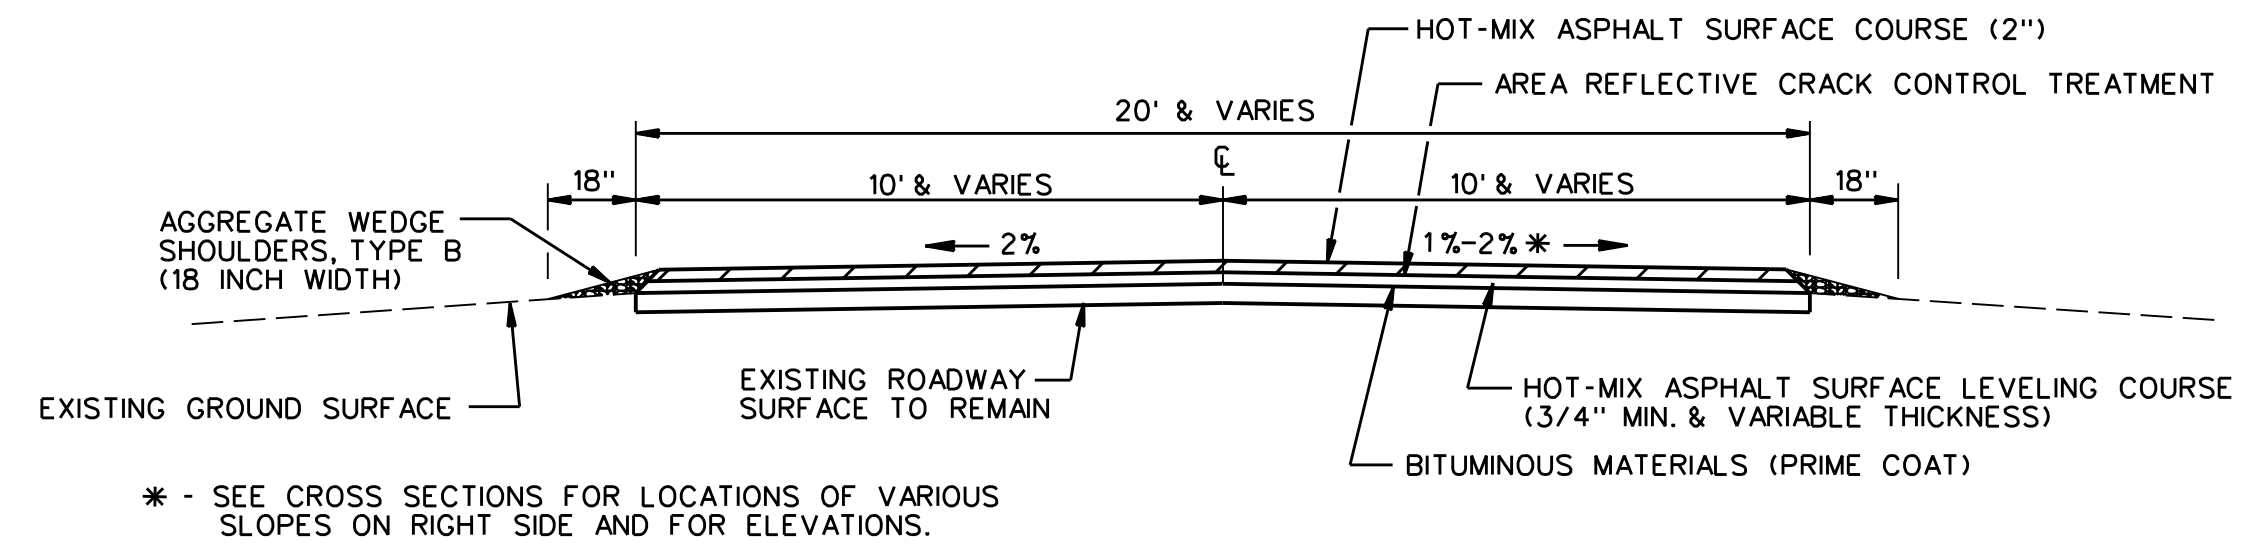 HOT-MIX ASPHALT SURFACE COURSE (2")
AREA REFLECTIVE CRACK CONTROL TREATMENT
20' & VARIES
℄
18"
10' & VARIES
10' & VARIES
18"
AGGREGATE WEDGE
SHOULDERS, TYPE B
(18 INCH WIDTH)
2%
1%-2% *
EXISTING GROUND SURFACE
EXISTING ROADWAY
SURFACE TO REMAIN
HOT-MIX ASPHALT SURFACE LEVELING COURSE
(3/4" MIN. & VARIABLE THICKNESS)
BITUMINOUS MATERIALS (PRIME COAT)
* - SEE CROSS SECTIONS FOR LOCATIONS OF VARIOUS
SLOPES ON RIGHT SIDE AND FOR ELEVATIONS.